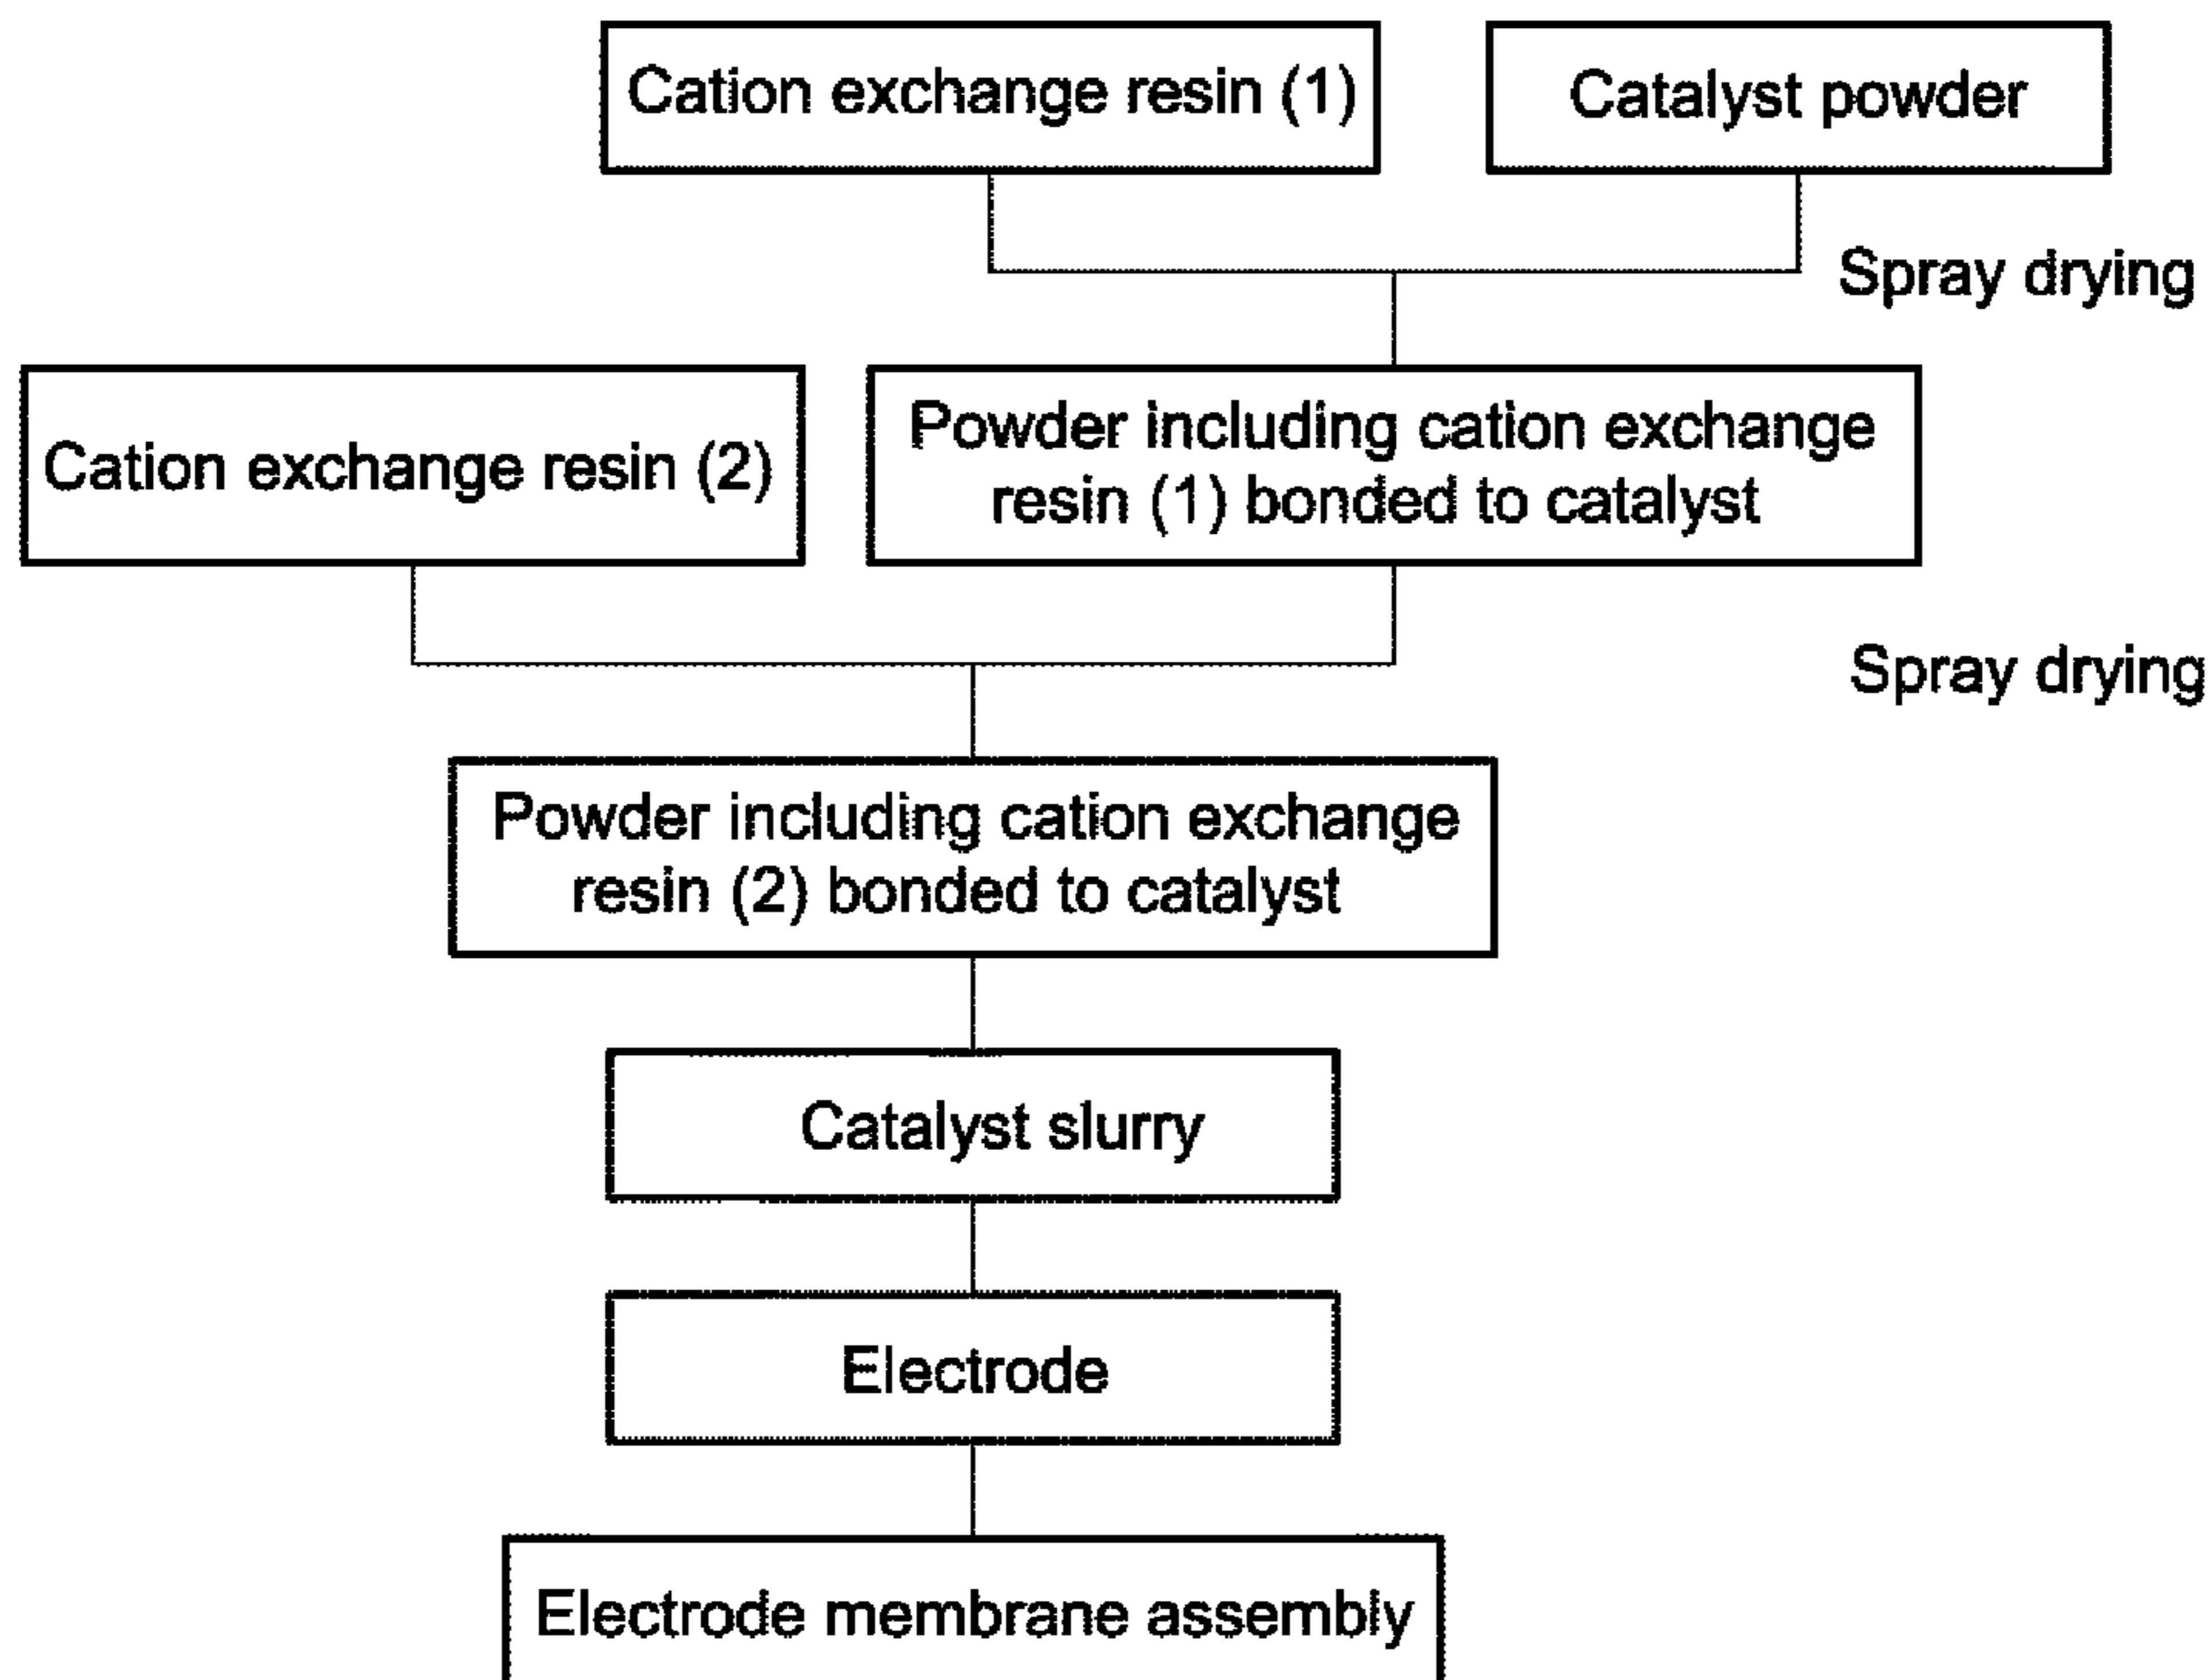 Cation exchange resin (1)
Catalyst powder
Spray drying
Cation exchange resin (2)
Powder including cation exchange
resin (1) bonded to catalyst
Spray drying
Powder including cation exchange
resin (2) bonded to catalyst
Catalyst slurry
Electrode
Electrode membrane assembly